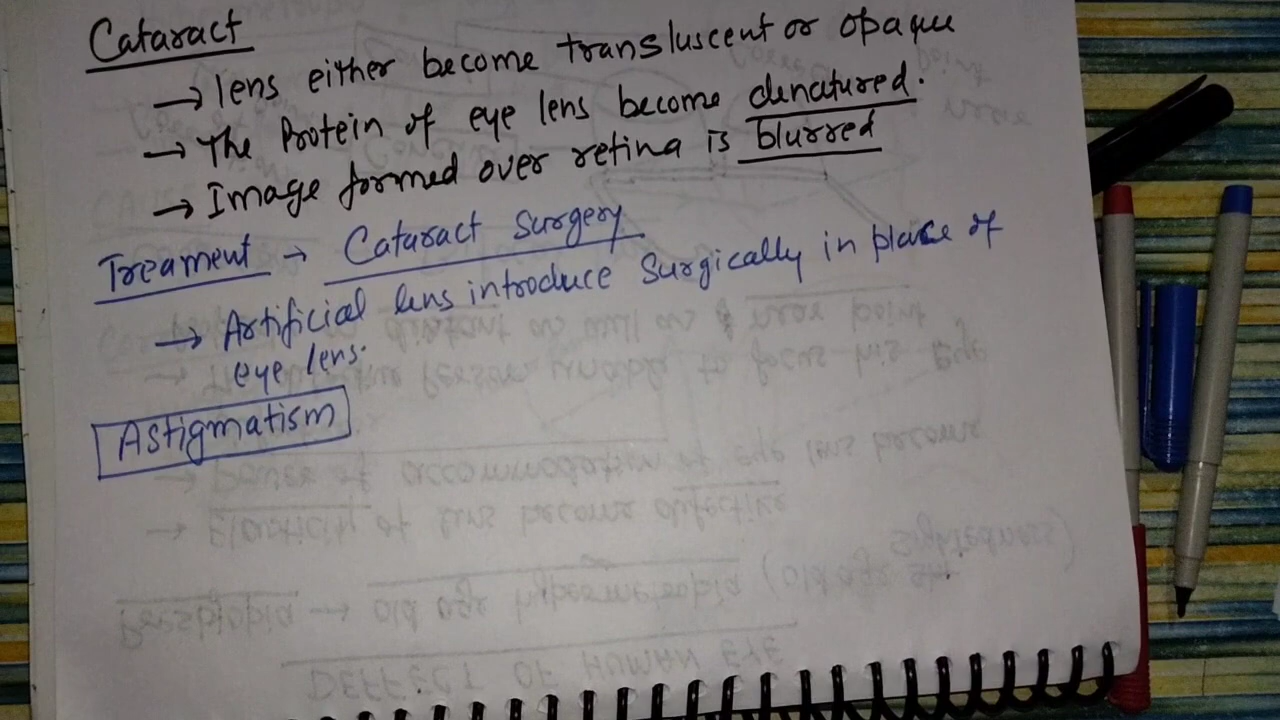 Cataract
→ lens either become transluscent or opaque
→ The Protein of eye lens become denatured.
→ Image formed over retina is blurred
Treament → Cataract Surgery
→ Artificial lens introduce Surgically in place of
eye lens.
Astigmatism